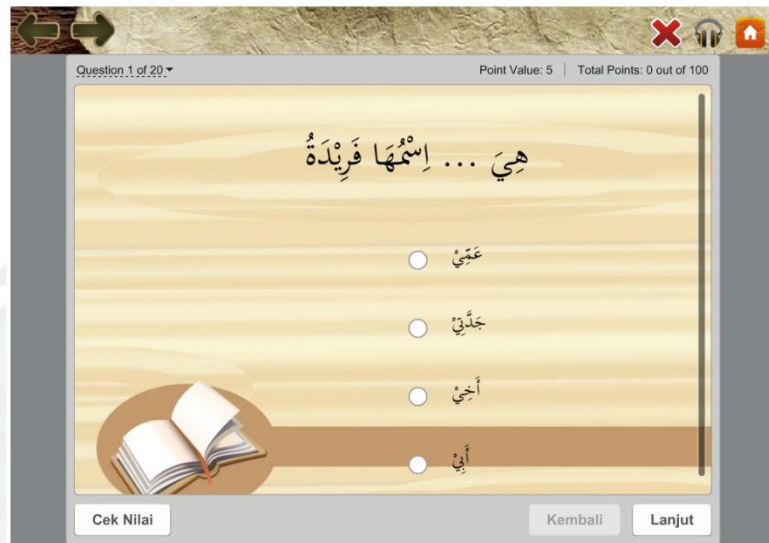 Question 1 of 20
Point Value: 5 | Total Points: 0 out of 100
هِيَ ... اِسْمُهَا فَرِيْدَةُ
عَمِّيْ
جَدَّتِيْ
أَخِيْ
أَبِيْ
Cek Nilai
Kembali
Lanjut